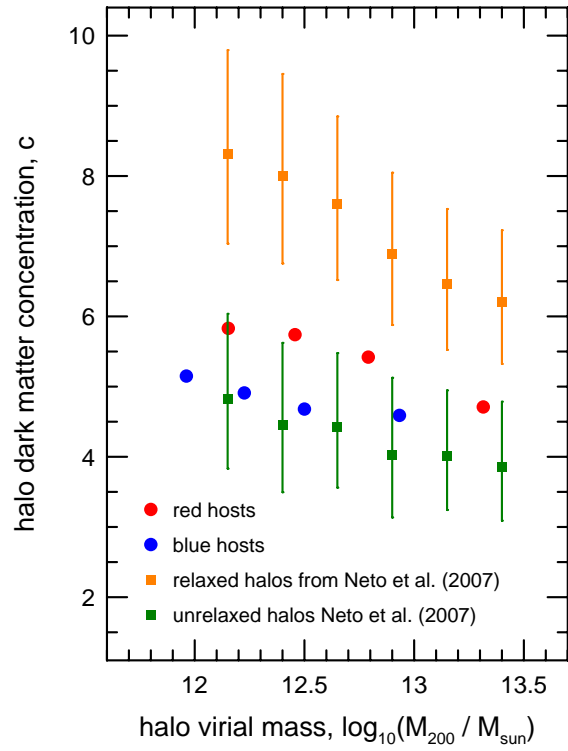 10
8
6
4
2
halo dark matter concentration, c
red hosts
blue hosts
relaxed halos from Neto et al. (2007)
unrelaxed halos Neto et al. (2007)
12 12.5 13 13.5
halo virial mass, log₁₀(M₂₀₀ / Mₛᵤₙ)